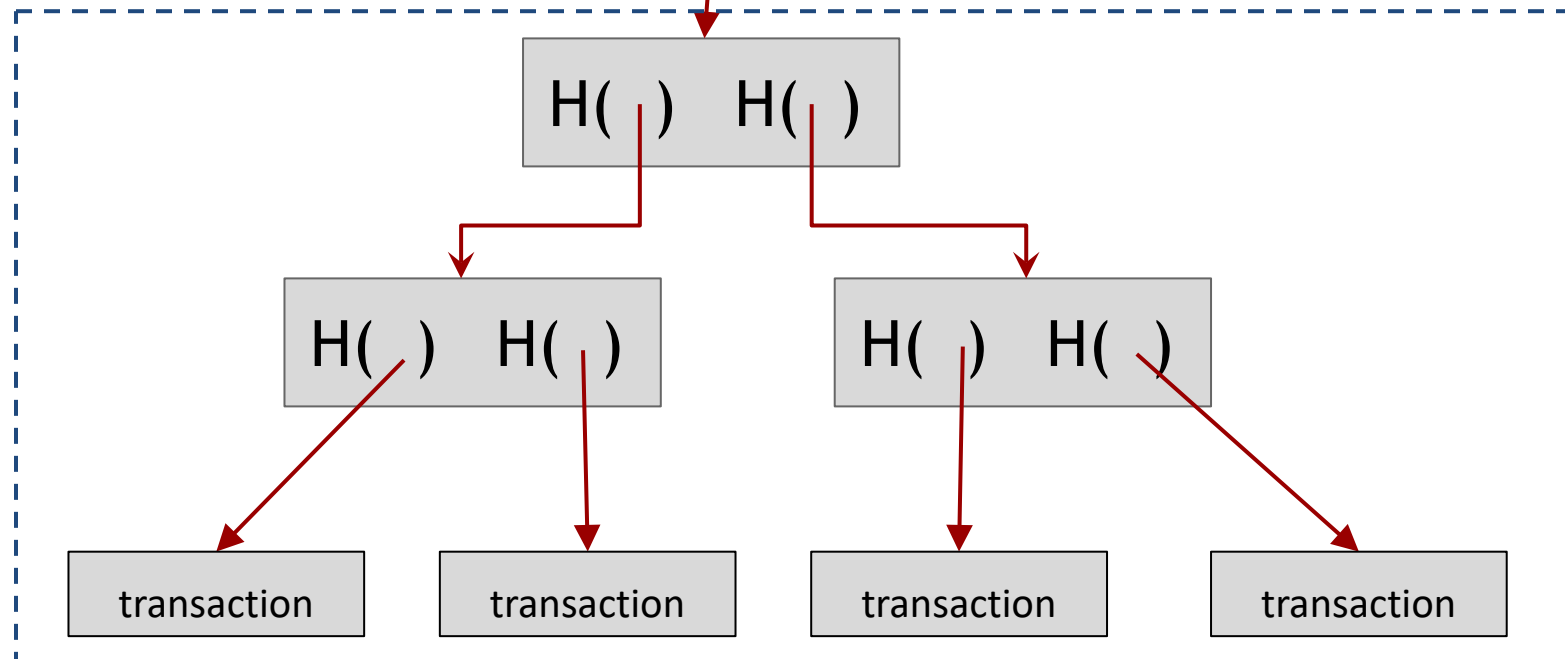 H( ) H( )
H( ) H( ) H( ) H( )
transaction transaction transaction transaction